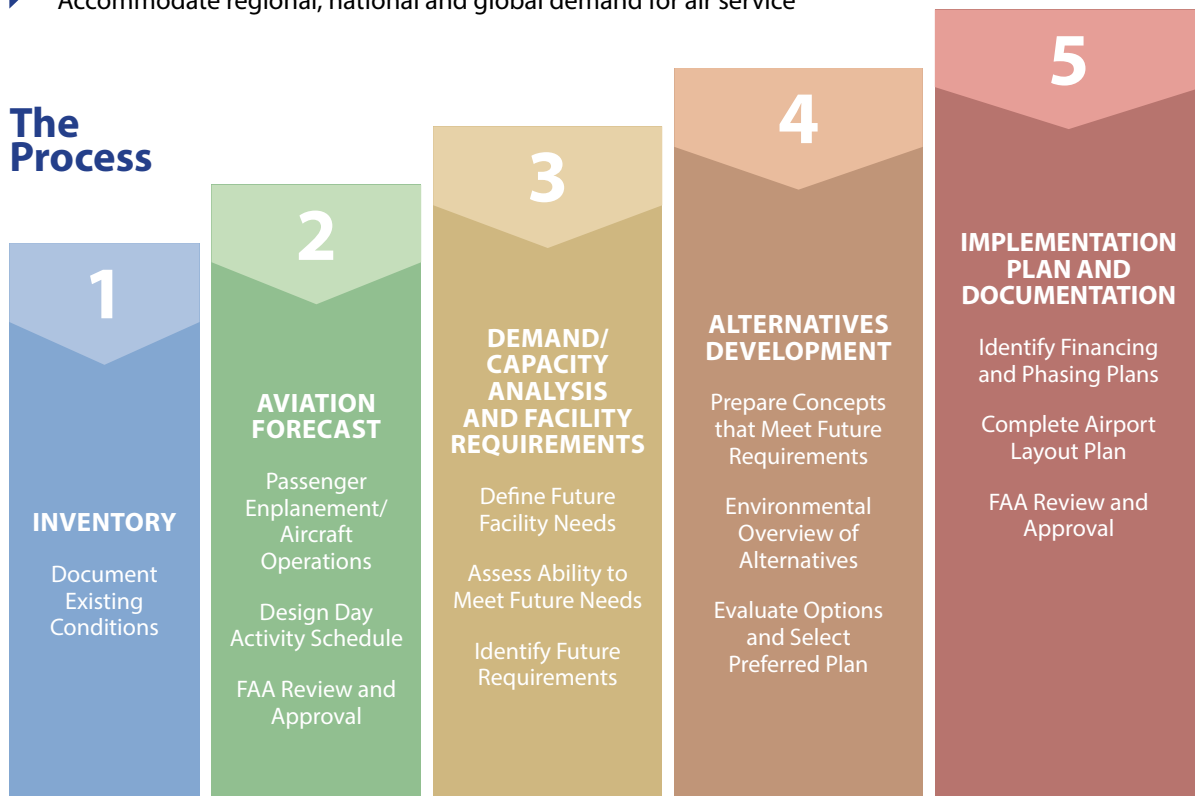 Accommodate regional, national and global demand for air service
The
Process
1
INVENTORY
Document
Existing
Conditions
2
AVIATION
FORECAST
Passenger
Enplanement/
Aircraft
Operations
Design Day
Activity Schedule
FAA Review and
Approval
3
DEMAND/
CAPACITY
ANALYSIS
AND FACILITY
REQUIREMENTS
Define Future
Facility Needs
Assess Ability to
Meet Future Needs
Identify Future
Requirements
4
ALTERNATIVES
DEVELOPMENT
Prepare Concepts
that Meet Future
Requirements
Environmental
Overview of
Alternatives
Evaluate Options
and Select
Preferred Plan
5
IMPLEMENTATION
PLAN AND
DOCUMENTATION
Identify Financing
and Phasing Plans
Complete Airport
Layout Plan
FAA Review and
Approval